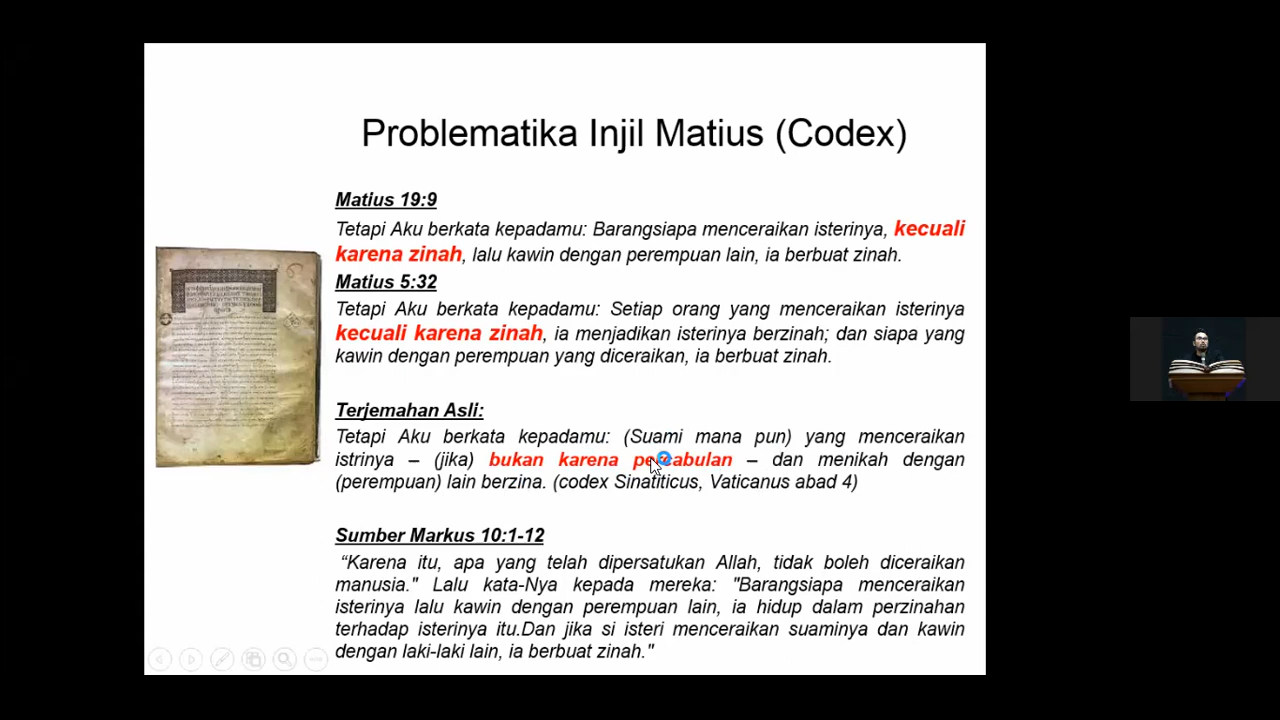 Problematika Injil Matius (Codex)
Matius 19:9
Tetapi Aku berkata kepadamu: Barangsiapa menceraikan isterinya, kecuali
karena zinah, lalu kawin dengan perempuan lain, ia berbuat zinah.
Matius 5:32
Tetapi Aku berkata kepadamu: Setiap orang yang menceraikan isterinya
kecuali karena zinah, ia menjadikan isterinya berzinah; dan siapa yang
kawin dengan perempuan yang diceraikan, ia berbuat zinah.
Terjemahan Asli:
Tetapi Aku berkata kepadamu: (Suami mana pun) yang menceraikan
istrinya – (jika) bukan karena percabulan – dan menikah dengan
(perempuan) lain berzina. (codex Sinatiticus, Vaticanus abad 4)
Sumber Markus 10:1-12
“Karena itu, apa yang telah dipersatukan Allah, tidak boleh diceraikan
manusia." Lalu kata-Nya kepada mereka: "Barangsiapa menceraikan
isterinya lalu kawin dengan perempuan lain, ia hidup dalam perzinahan
terhadap isterinya itu.Dan jika si isteri menceraikan suaminya dan kawin
dengan laki-laki lain, ia berbuat zinah."